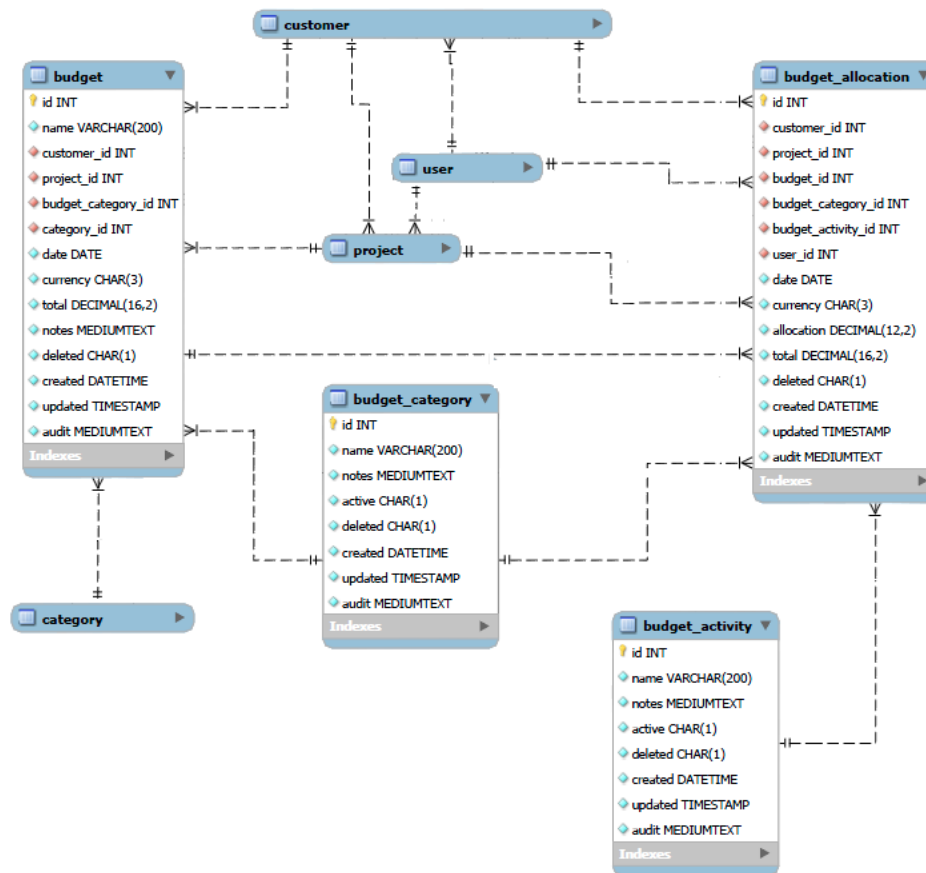 customer
budget
id INT
name VARCHAR(200)
customer_id INT
project_id INT
budget_category_id INT
category_id INT
date DATE
currency CHAR(3)
total DECIMAL(16,2)
notes MEDIUMTEXT
deleted CHAR(1)
created DATETIME
updated TIMESTAMP
audit MEDIUMTEXT
Indexes
budget_allocation
id INT
customer_id INT
project_id INT
budget_id INT
budget_category_id INT
budget_activity_id INT
user_id INT
date DATE
currency CHAR(3)
allocation DECIMAL(12,2)
total DECIMAL(16,2)
deleted CHAR(1)
created DATETIME
updated TIMESTAMP
audit MEDIUMTEXT
Indexes
user
project
budget_category
id INT
name VARCHAR(200)
notes MEDIUMTEXT
active CHAR(1)
deleted CHAR(1)
created DATETIME
updated TIMESTAMP
audit MEDIUMTEXT
Indexes
category
budget_activity
id INT
name VARCHAR(200)
notes MEDIUMTEXT
active CHAR(1)
deleted CHAR(1)
created DATETIME
updated TIMESTAMP
audit MEDIUMTEXT
Indexes